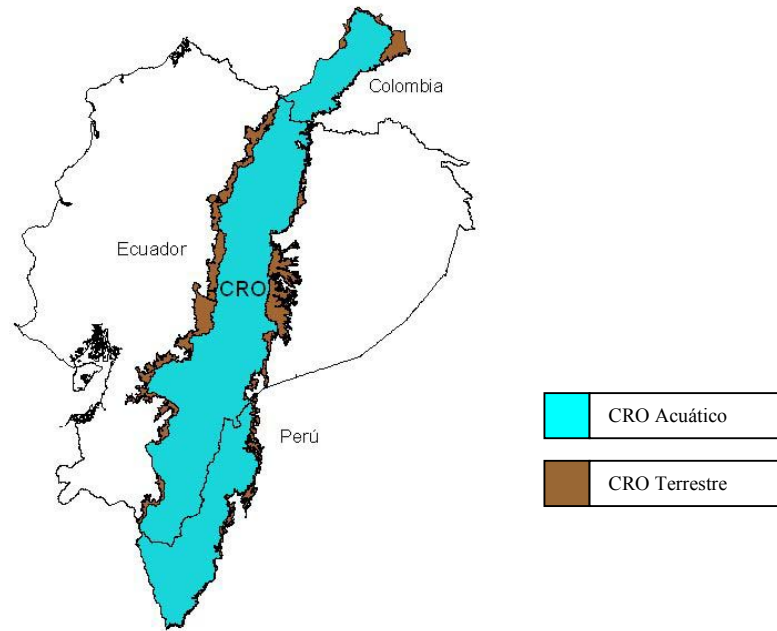 Colombia
Ecuador
CRO
Perú
CRO Acuático
CRO Terrestre